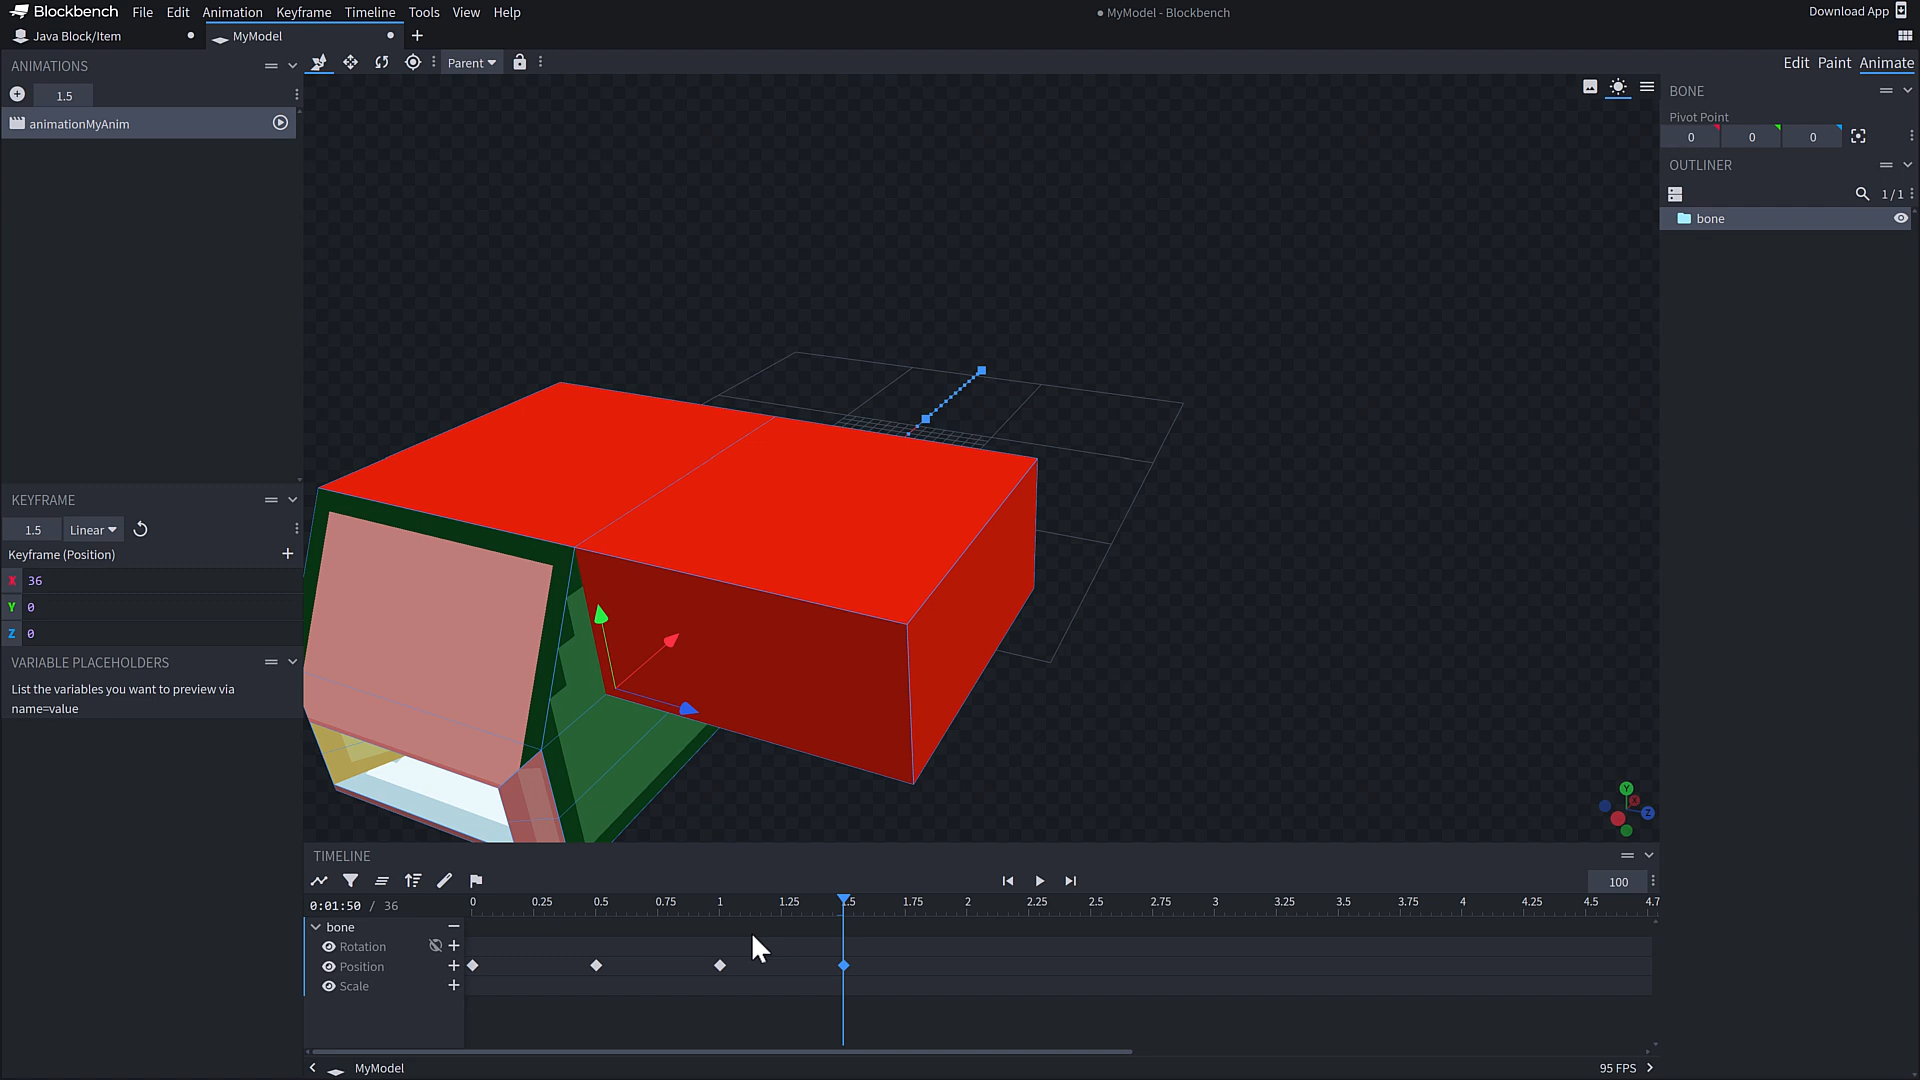 Blockbench File Edit Animation Keyframe Timeline Tools View Help
MyModel - Blockbench
Download App
Java Block/Item
MyModel
ANIMATIONS
Parent
Edit Paint Animate
1.5
animationMyAnim
BONE
Pivot Point
0 0 0
OUTLINER
1 / 1
bone
KEYFRAME
1.5 Linear
Keyframe (Position)
X 36
Y 0
Z 0
VARIABLE PLACEHOLDERS
List the variables you want to preview via
name=value
Y
X
Z
TIMELINE
100
0:01:50 / 36
0 0.25 0.5 0.75 1 1.25 1.5 1.75 2 2.25 2.5 2.75 3 3.25 3.5 3.75 4 4.25 4.5 4.7
bone
Rotation
Position
Scale
MyModel
95 FPS